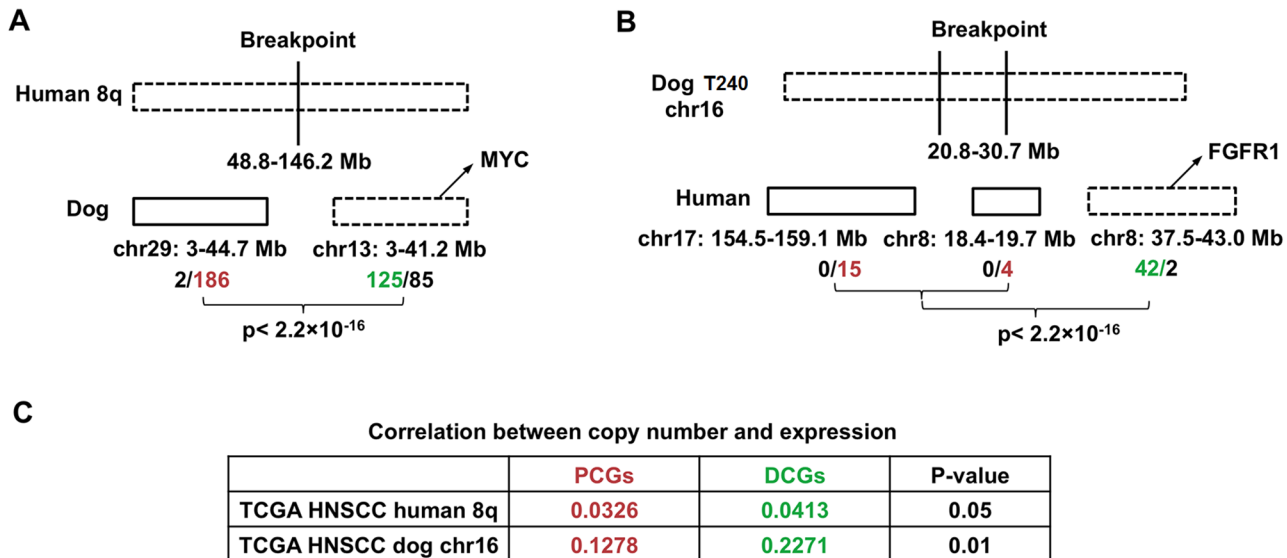 A
Breakpoint
Human 8q
48.8-146.2 Mb
MYC
Dog
chr29: 3-44.7 Mb
chr13: 3-41.2 Mb
2/186
125/85
p< 2.2×10⁻¹⁶
B
Breakpoint
Dog T240
chr16
20.8-30.7 Mb
FGFR1
Human
chr17: 154.5-159.1 Mb
chr8: 18.4-19.7 Mb
chr8: 37.5-43.0 Mb
0/15
0/4
42/2
p< 2.2×10⁻¹⁶
C
Correlation between copy number and expression
PCGs DCGs P-value
TCGA HNSCC human 8q 0.0326 0.0413 0.05
TCGA HNSCC dog chr16 0.1278 0.2271 0.01